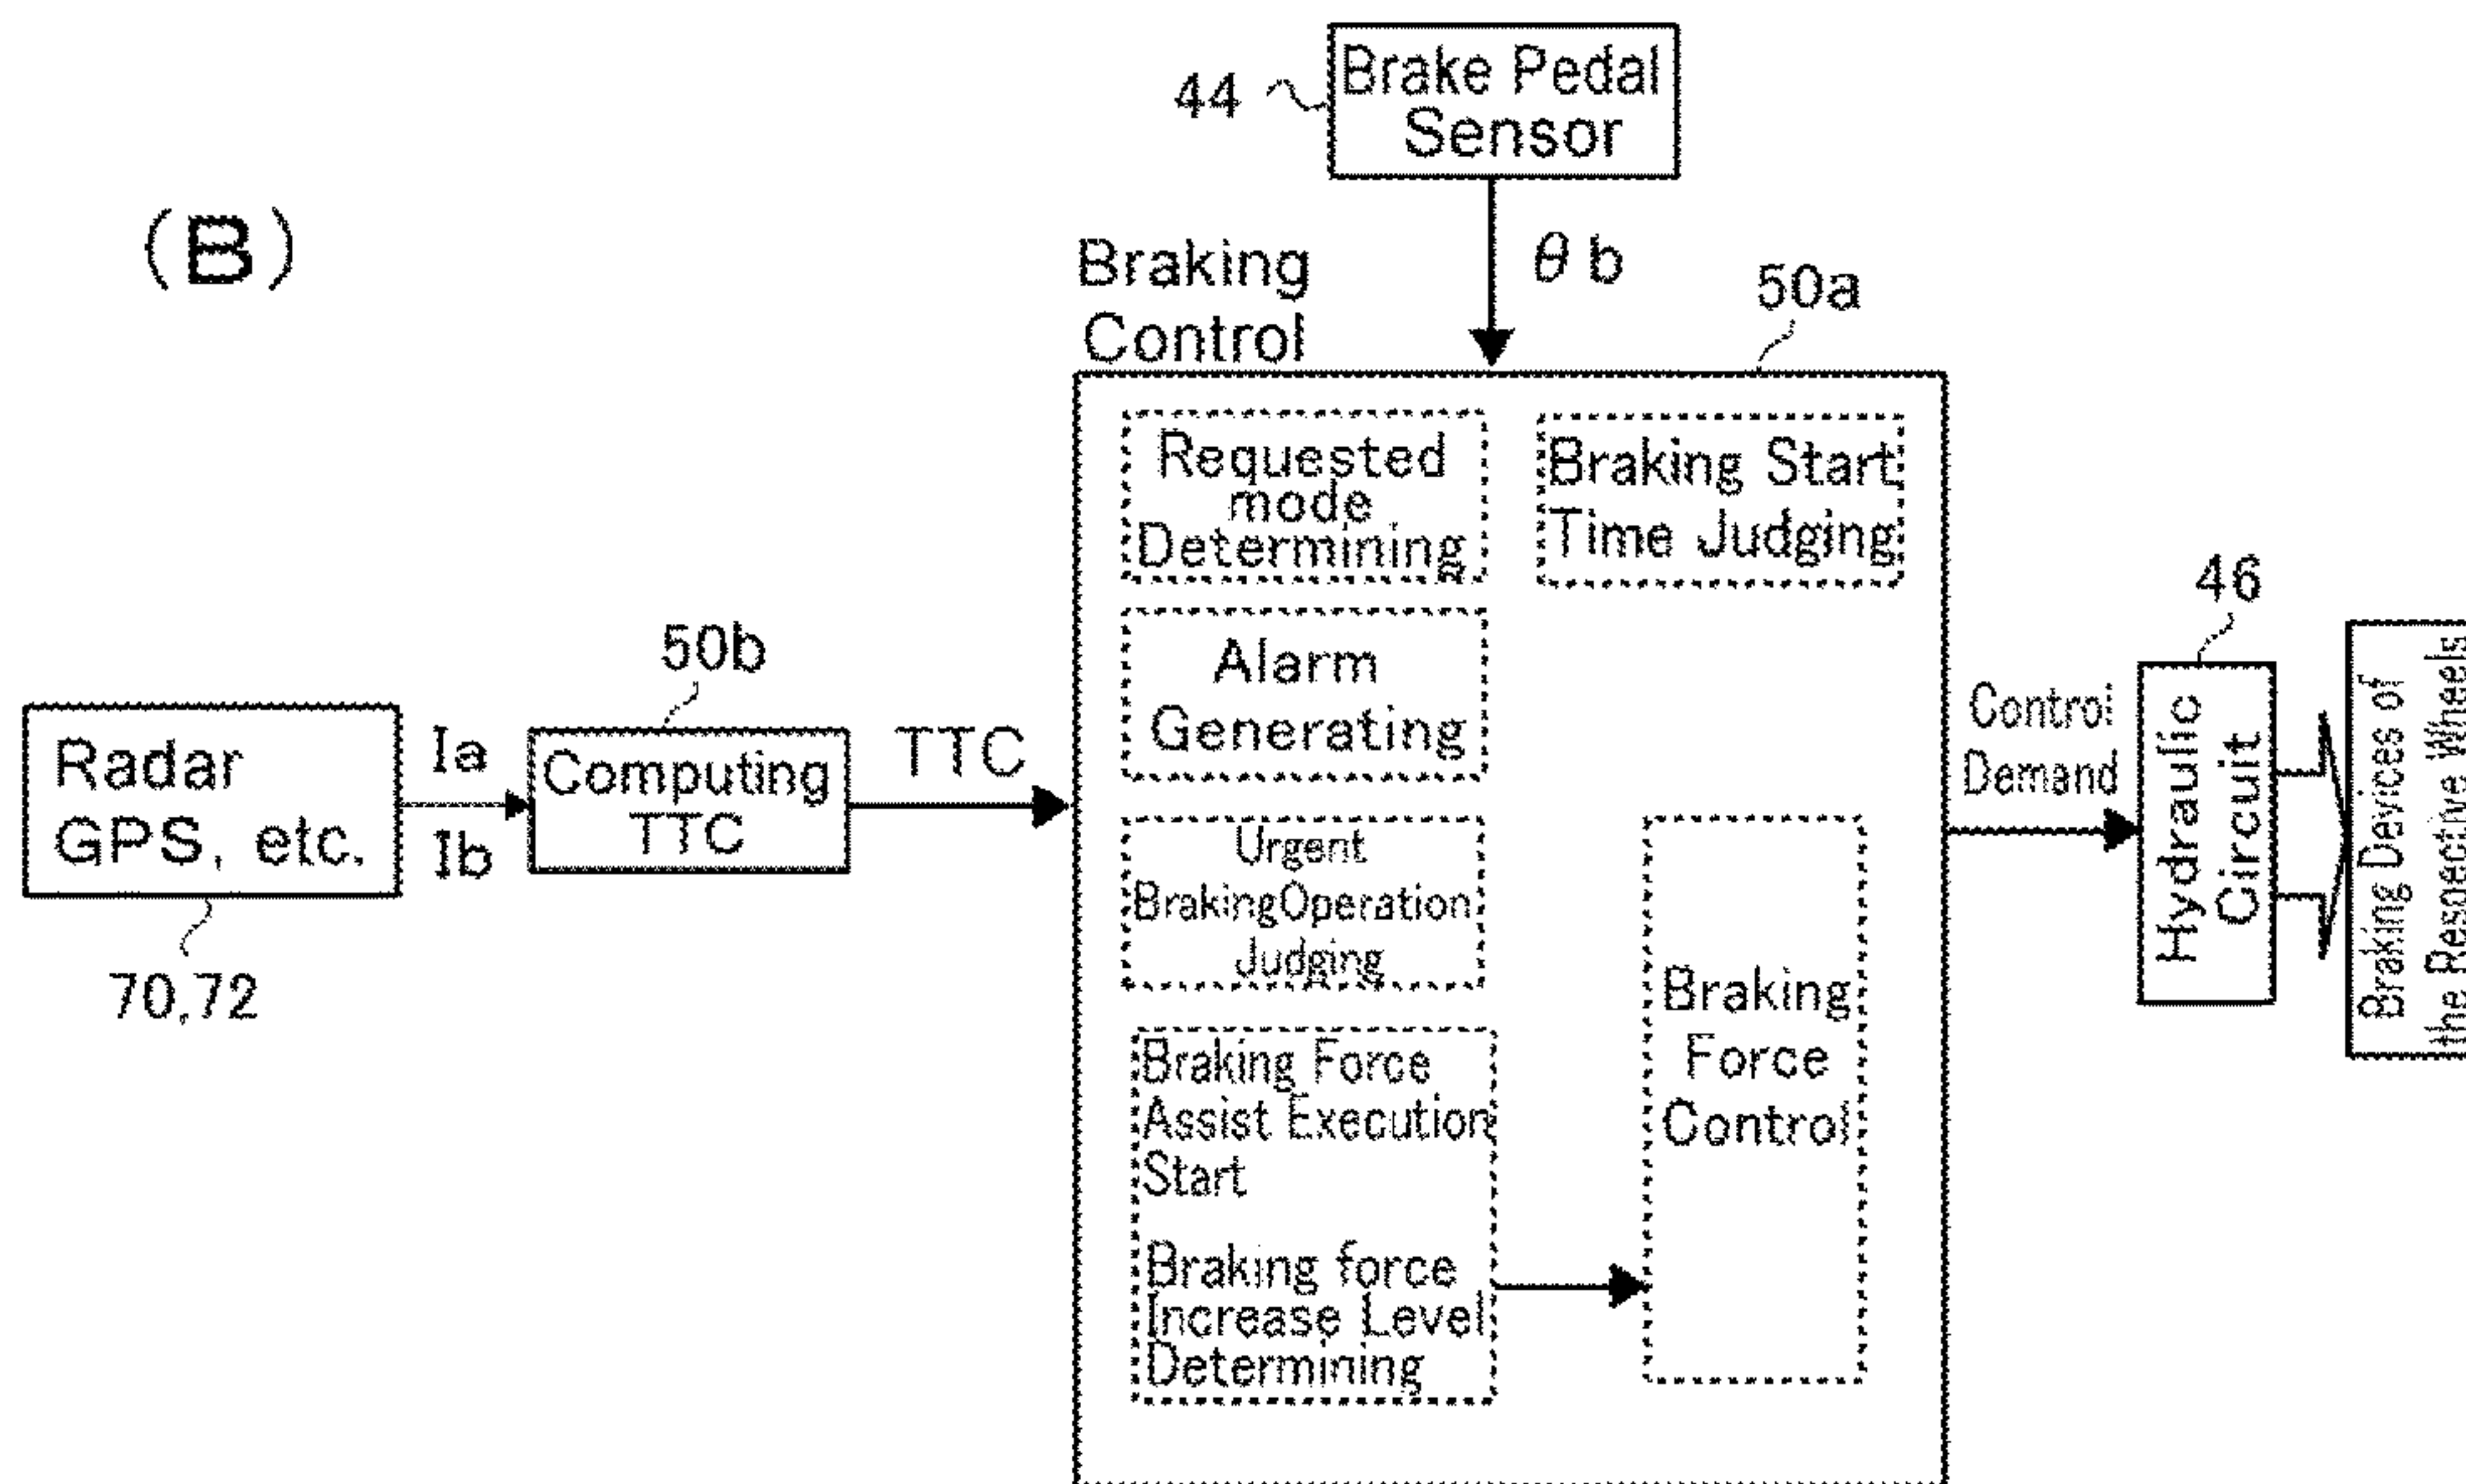 44
Brake Pedal
Sensor
(B)
θb
Braking
Control
50a
Requested
mode
Determining
Braking Start
Time Judging
Alarm
Generating
Urgent
BrakingOperation
Judging
Braking Force
Assist Execution
Start
Braking force
Increase Level
Determining
Braking
Force
Control
Radar
GPS, etc.
70,72
Ia
Ib
50b
Computing
TTC
TTC
Control
Demand
46
Hydraulic
Circuit
Braking Devices of
the Respective Wheels